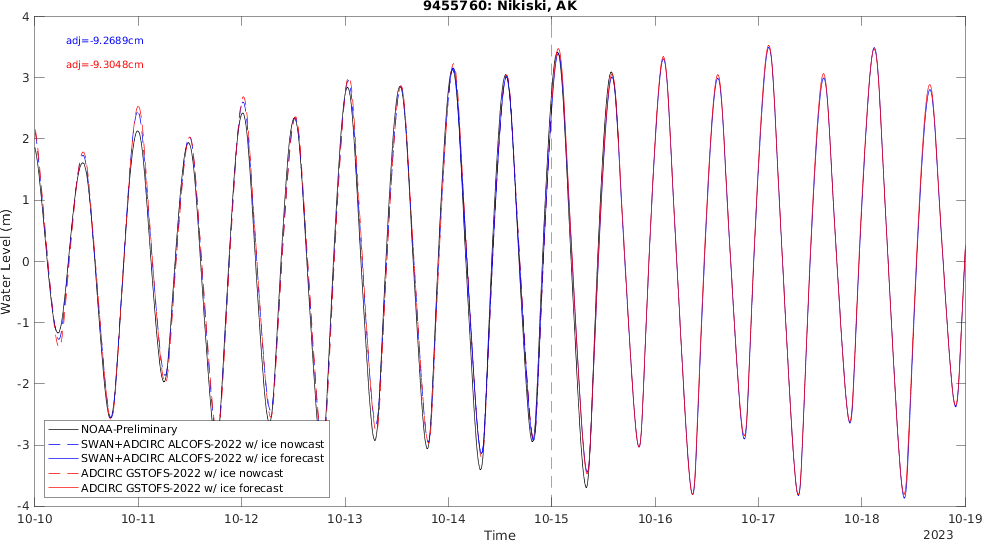 9455760: Nikiski, AK
adj=-9.2689cm
adj=-9.3048cm
4
3
2
1
0
-1
-2
-3
-4
Water Level (m)
NOAA-Preliminary
SWAN+ADCIRC ALCOFS-2022 w/ ice nowcast
SWAN+ADCIRC ALCOFS-2022 w/ ice forecast
ADCIRC GSTOFS-2022 w/ ice nowcast
ADCIRC GSTOFS-2022 w/ ice forecast
10-10 10-11 10-12 10-13 10-14 10-15 10-16 10-17 10-18 10-19
Time
2023